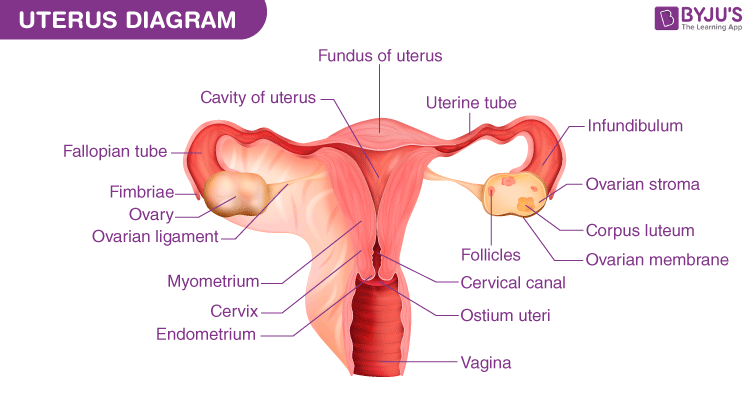 UTERUS DIAGRAM
BYJU'S
The Learning App
Fundus of uterus
Cavity of uterus
Uterine tube
Infundibulum
Fallopian tube
Fimbriae
Ovarian stroma
Ovary
Corpus luteum
Ovarian ligament
Follicles
Ovarian membrane
Myometrium
Cervical canal
Cervix
Ostium uteri
Endometrium
Vagina